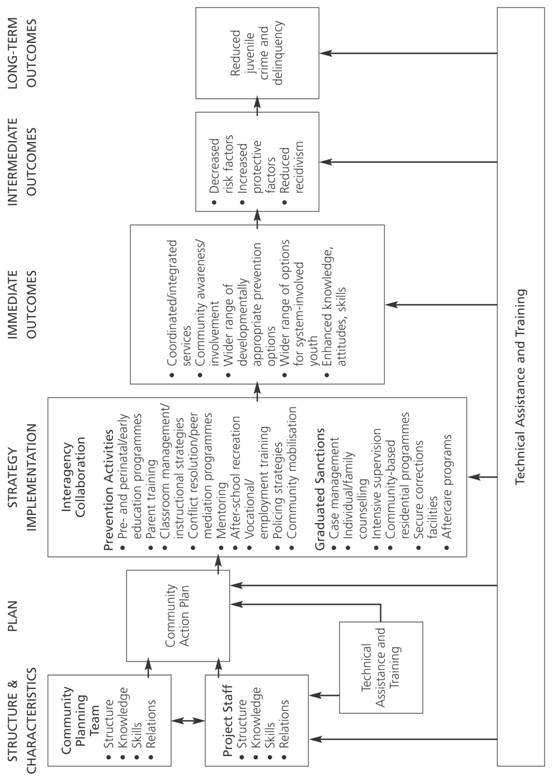 STRUCTURE &
CHARACTERISTICS
PLAN
STRATEGY
IMPLEMENTATION
IMMEDIATE
OUTCOMES
INTERMEDIATE
OUTCOMES
LONG-TERM
OUTCOMES
Community
Planning
Team
• Structure
• Knowledge
• Skills
• Relations
Project Staff
• Structure
• Knowledge
• Skills
• Relations
Community
Action Plan
Technical
Assistance and
Training
Interagency
Collaboration
Prevention Activities
• Pre- and perinatal/early
education programmes
• Parent training
• Classroom management/
instructional strategies
• Conflict resolution/peer
mediation programmes
• Mentoring
• After-school recreation
• Vocational/
employment training
• Policing strategies
• Community mobilisation
Graduated Sanctions
• Case management
• Individual/family
counselling
• Intensive supervision
• Community-based
residential programmes
• Secure corrections
facilities
• Aftercare programs
• Coordinated/integrated
services
• Community awareness/
involvement
• Wider range of
developmentally
appropriate prevention
options
• Wider range of options
for system-involved
youth
• Enhanced knowledge,
attitudes, skills
• Decreased
risk factors
• Increased
protective
factors
• Reduced
recidivism
Reduced
juvenile
crime and
delinquency
Technical Assistance and Training